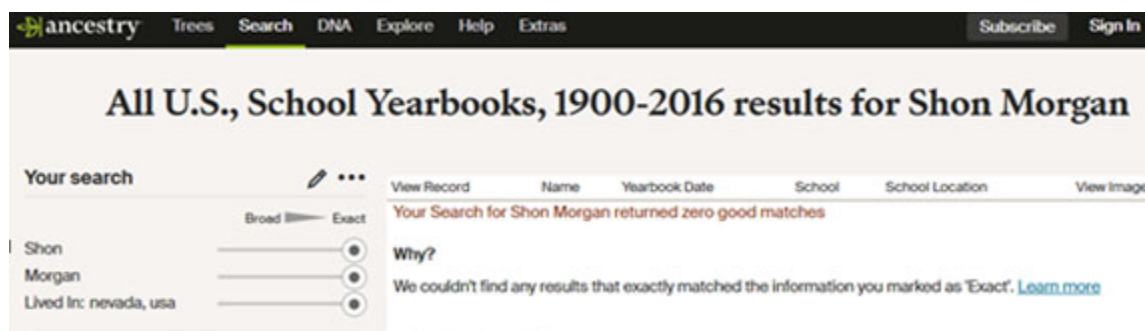 ancestry Trees Search DNA Explore Help Extras Subscribe Sign In
All U.S., School Yearbooks, 1900-2016 results for Shon Morgan
Your search
View Record Name Yearbook Date School School Location View Image
Broad Exact
Your Search for Shon Morgan returned zero good matches
Shon
Why?
Morgan
We couldn't find any results that exactly matched the information you marked as 'Exact'. Learn more
Lived In: nevada, usa